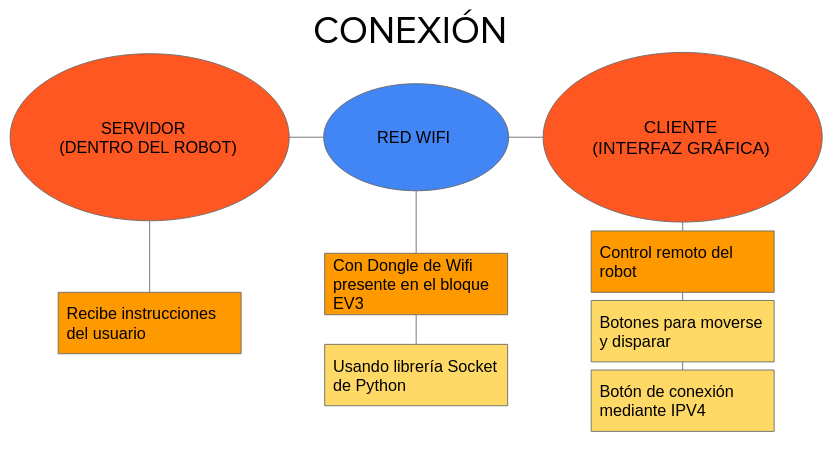 CONEXIÓN
SERVIDOR
(DENTRO DEL ROBOT)
RED WIFI
CLIENTE
(INTERFAZ GRÁFICA)
Recibe instrucciones
del usuario
Con Dongle de Wifi
presente en el bloque
EV3
Usando librería Socket
de Python
Control remoto del
robot
Botones para moverse
y disparar
Botón de conexión
mediante IPV4